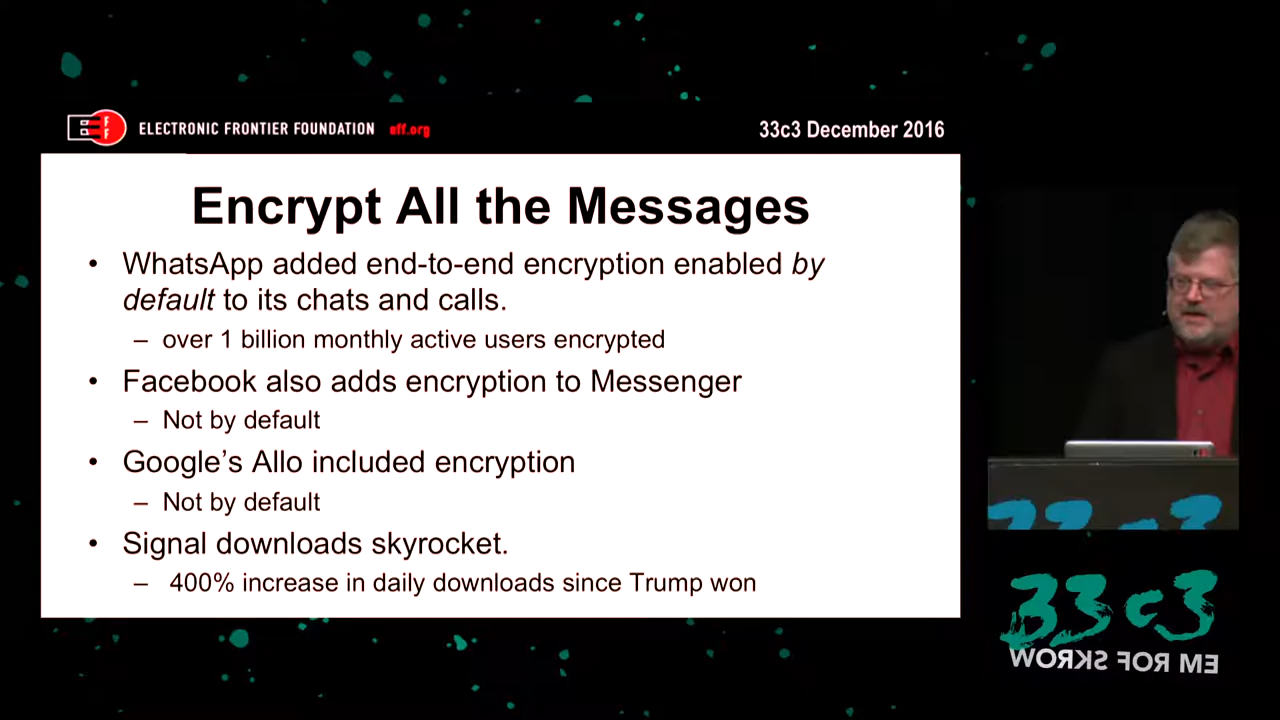 ELECTRONIC FRONTIER FOUNDATION eff.org
33c3 December 2016
Encrypt All the Messages
• WhatsApp added end-to-end encryption enabled by
default to its chats and calls.
– over 1 billion monthly active users encrypted
• Facebook also adds encryption to Messenger
– Not by default
• Google’s Allo included encryption
– Not by default
• Signal downloads skyrocket.
– 400% increase in daily downloads since Trump won
33c3
33c3
WORKS FOR ME